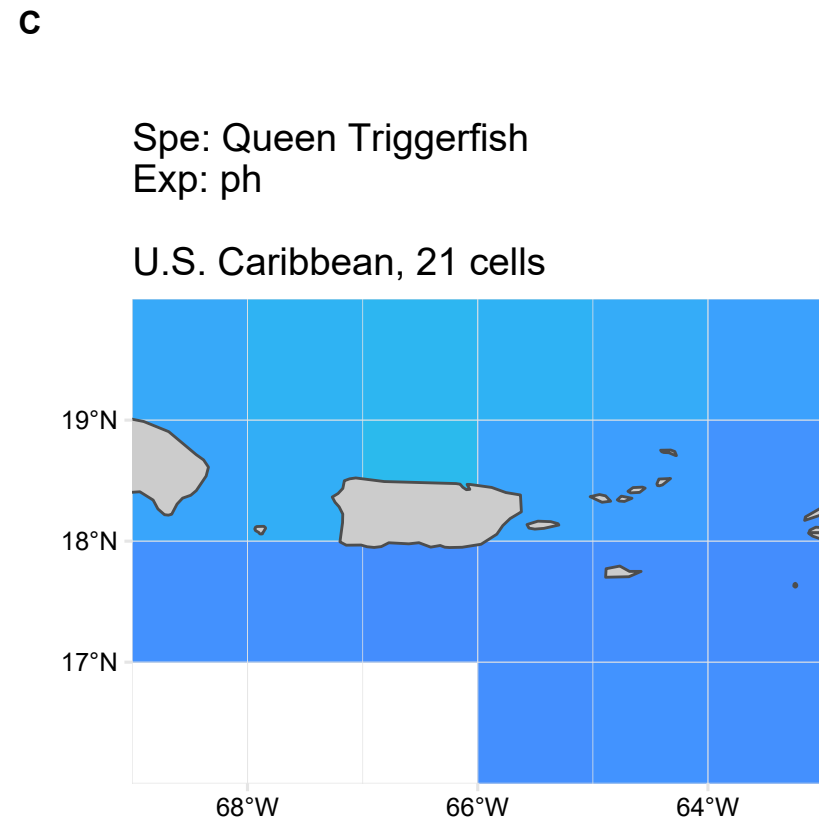 C
Spe: Queen Triggerfish
Exp: ph
U.S. Caribbean, 21 cells
19°N
18°N
17°N
68°W 66°W 64°W